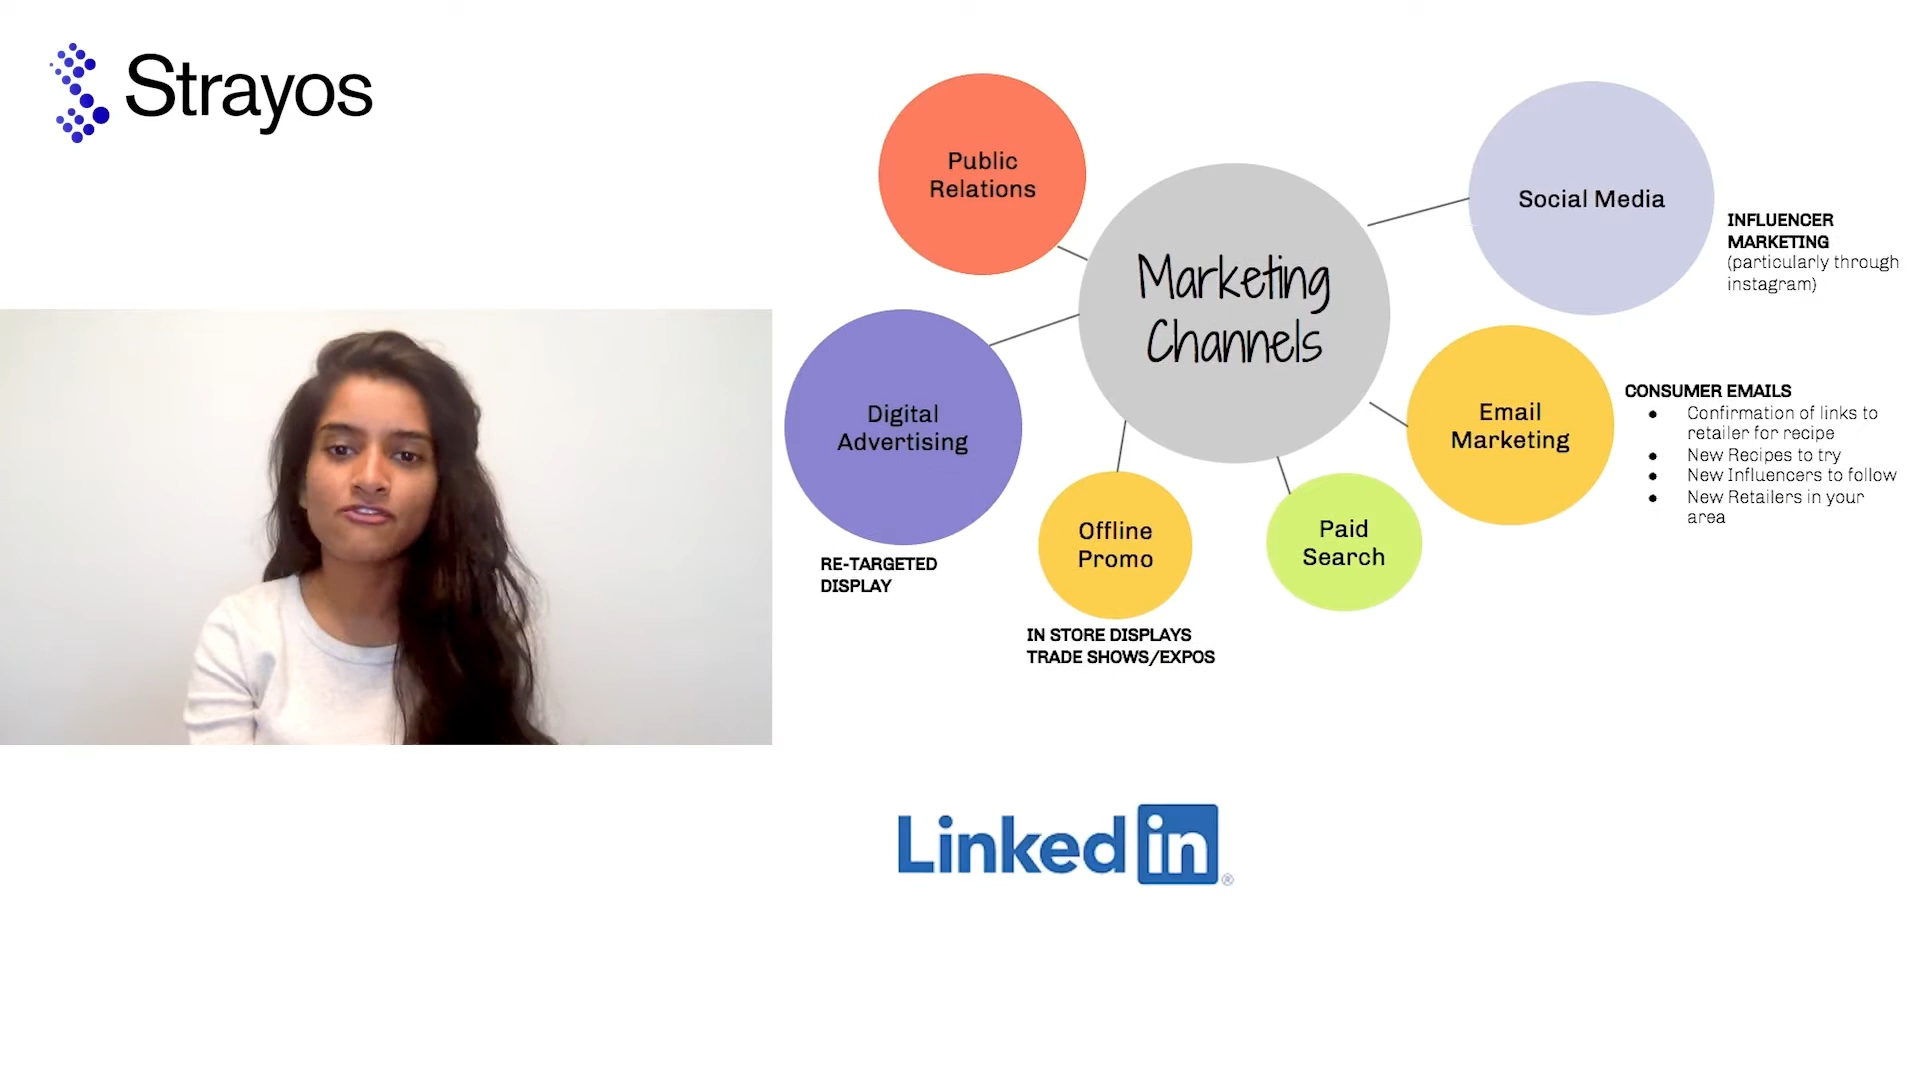 Strayos
Public
Relations
Social Media
INFLUENCER
MARKETING
(particularly through
instagram)
Marketing
Channels
Digital
Advertising
RE-TARGETED
DISPLAY
Offline
Promo
IN STORE DISPLAYS
TRADE SHOWS/EXPOS
Paid
Search
Email
Marketing
CONSUMER EMAILS
● Confirmation of links to
retailer for recipe
● New Recipes to try
● New Influencers to follow
● New Retailers in your
area
Linked in ®